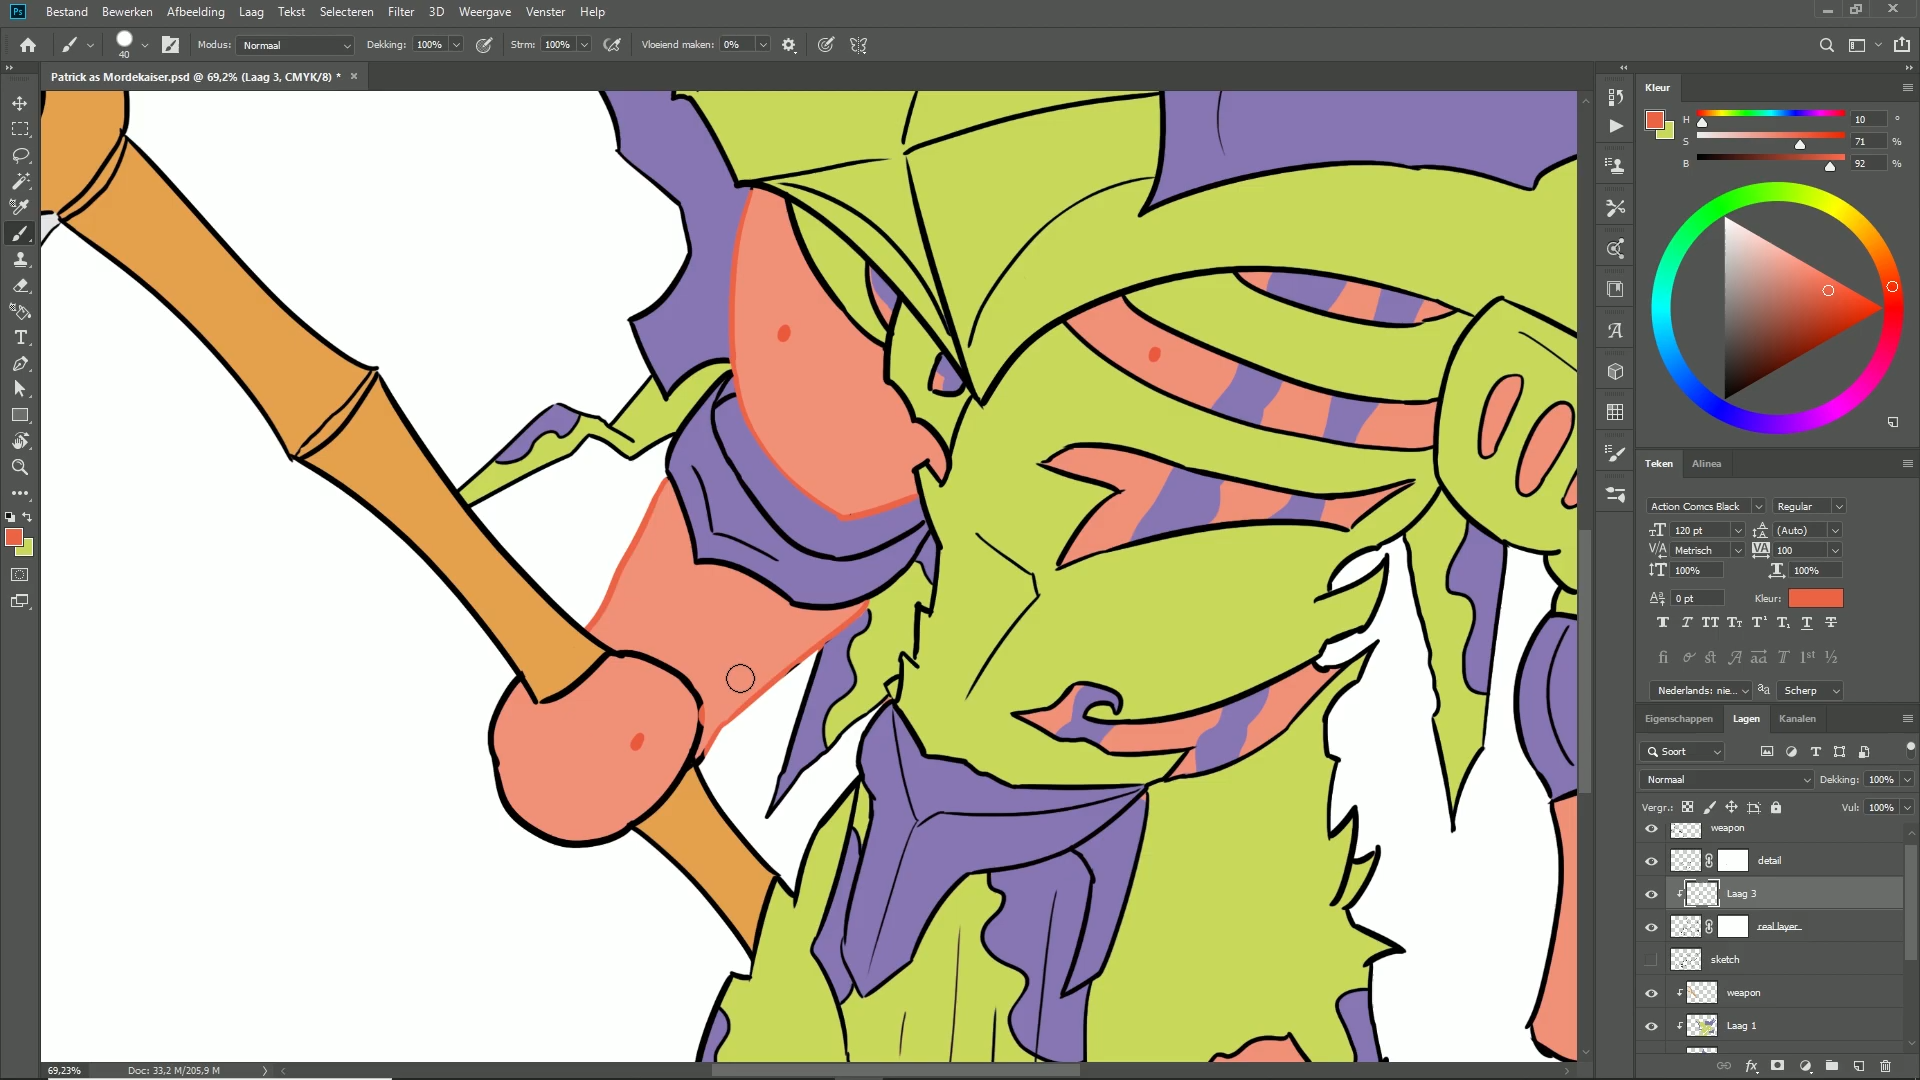 Ps Bestand Bewerken Afbeelding Laag Tekst Selecteren Filter 3D Weergave Venster Help
40 Modus: Normaal Dekking: 100% Strm: 100% Vloeiend maken: 0%
Patrick as Mordekaiser.psd @ 69,2% (Laag 3, CMYK/8) *
Kleur
H 10 °
S 71 %
B 92 %
Teken Alinea
Action Comcs Black Regular
120 pt (Auto)
Metrisch 100
100% 100%
0 pt Kleur:
Nederlands: nie... aa Scherp
Eigenschappen Lagen Kanalen
Soort
Normaal Dekking: 100%
Vergr.: Vul: 100%
weapon
detail
Laag 3
real layer
sketch
weapon
Laag 1
69,23% Doc: 33,2 M/205,9 M